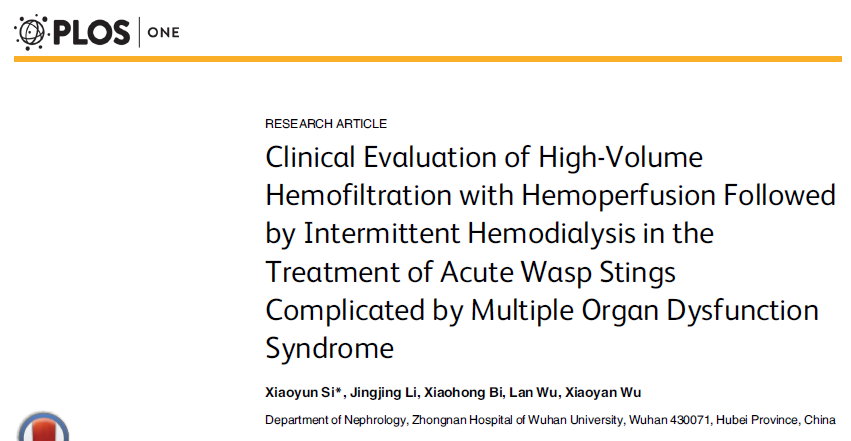 PLOS ONE
RESEARCH ARTICLE
Clinical Evaluation of High-Volume
Hemofiltration with Hemoperfusion Followed
by Intermittent Hemodialysis in the
Treatment of Acute Wasp Stings
Complicated by Multiple Organ Dysfunction
Syndrome
Xiaoyun Si*, Jingjing Li, Xiaohong Bi, Lan Wu, Xiaoyan Wu
Department of Nephrology, Zhongnan Hospital of Wuhan University, Wuhan 430071, Hubei Province, China